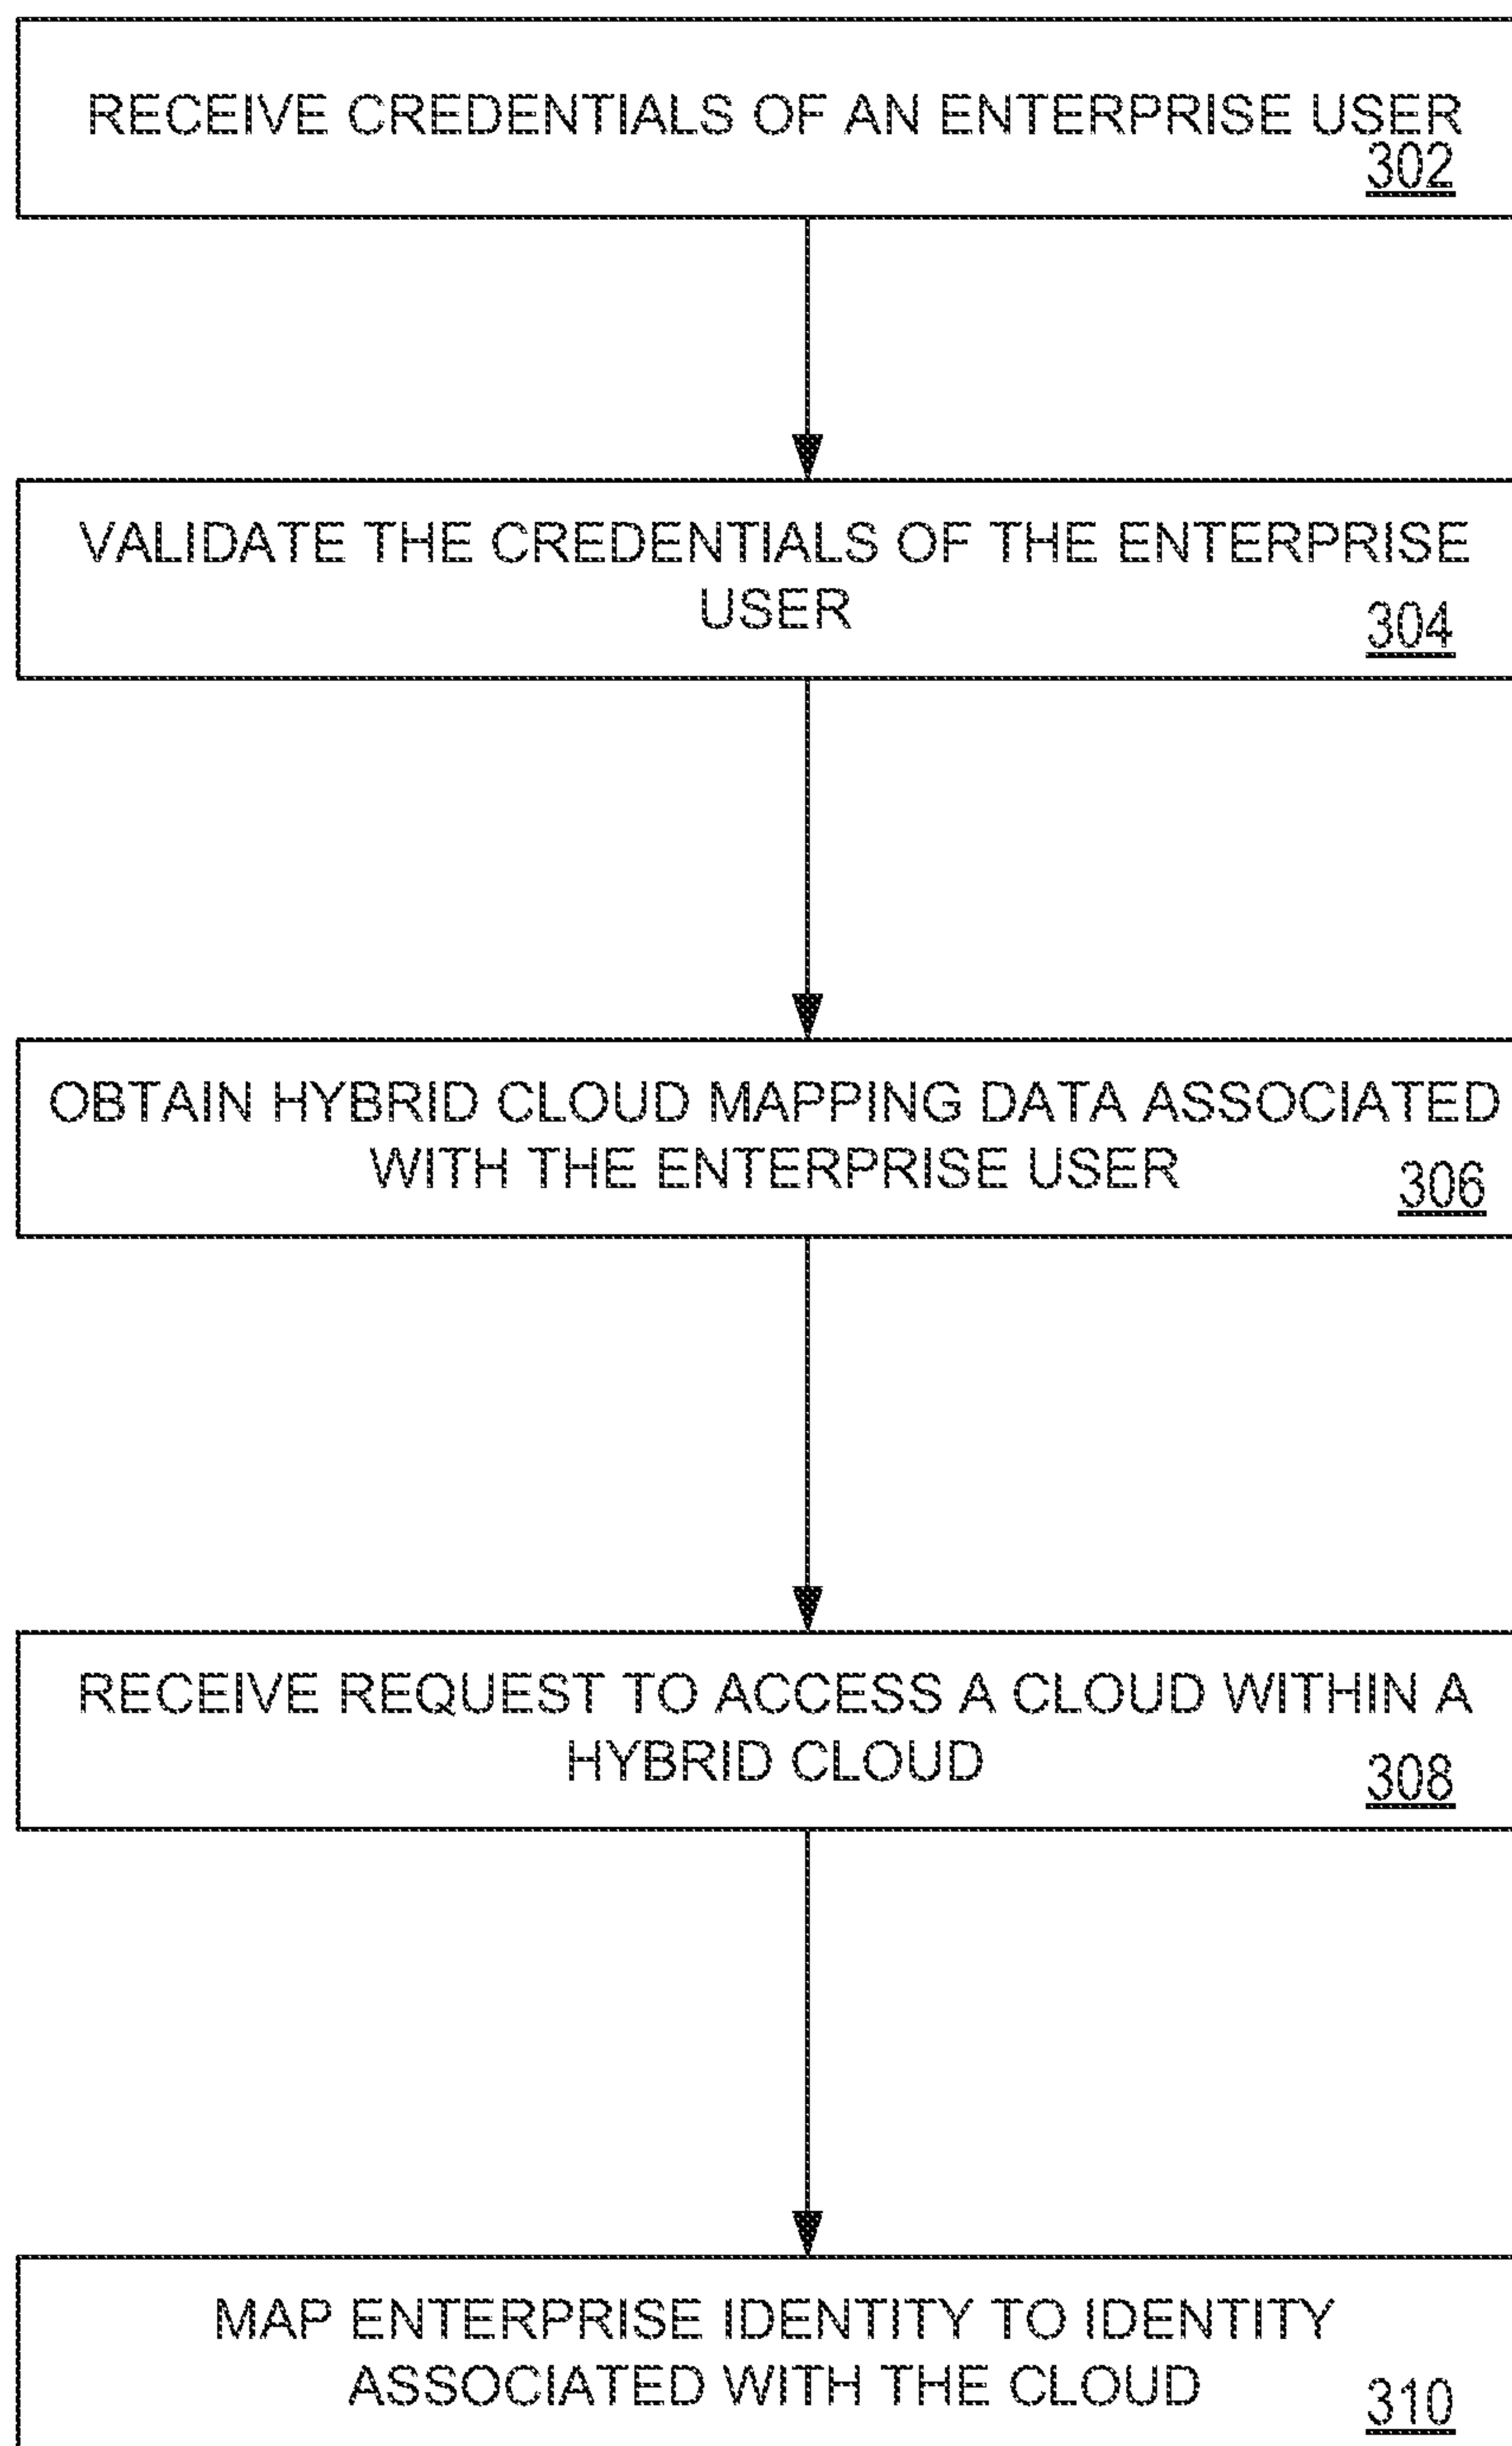 RECEIVE CREDENTIALS OF AN ENTERPRISE USER
302
VALIDATE THE CREDENTIALS OF THE ENTERPRISE
USER
304
OBTAIN HYBRID CLOUD MAPPING DATA ASSOCIATED
WITH THE ENTERPRISE USER
306
RECEIVE REQUEST TO ACCESS A CLOUD WITHIN A
HYBRID CLOUD
308
MAP ENTERPRISE IDENTITY TO IDENTITY
ASSOCIATED WITH THE CLOUD
310